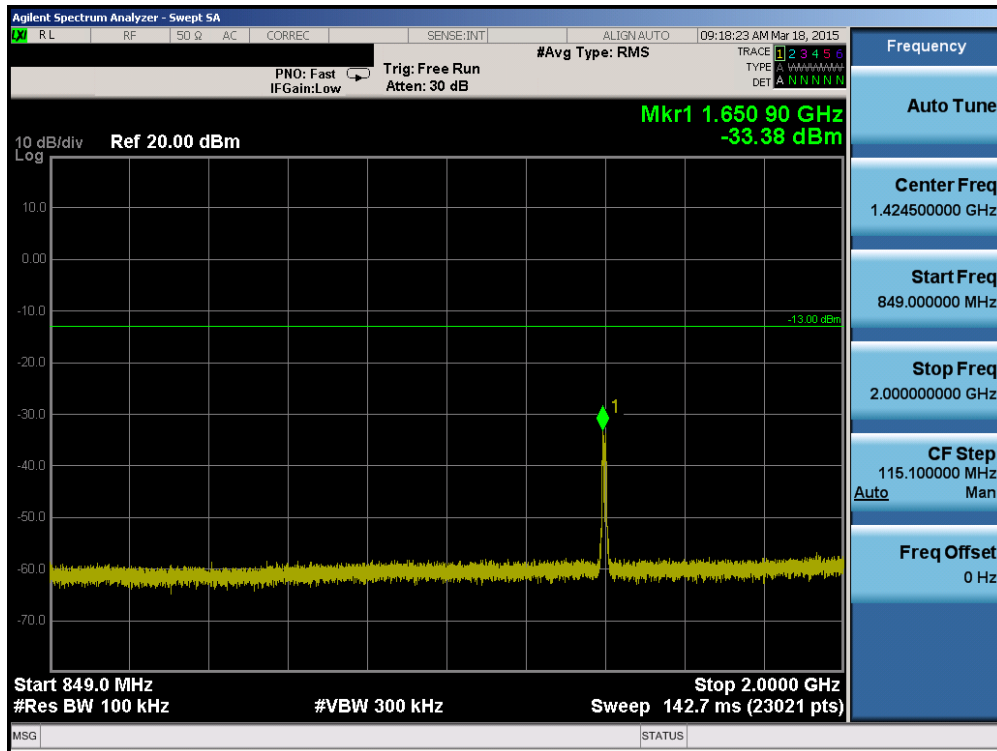 Agilent Spectrum Analyzer - Swept SA
LXI RL RF 50 Ω AC CORREC SENSE:INT ALIGN AUTO 09:18:23 AM Mar 18, 2015
#Avg Type: RMS TRACE 1 2 3 4 5 6
PNO: Fast Trig: Free Run TYPE A WWWWW
IFGain:Low Atten: 30 dB DET A N N N N N
Mkr1 1.650 90 GHz
-33.38 dBm
10 dB/div Ref 20.00 dBm
Log
10.0
0.00
-10.0
-13.00 dBm
-20.0
-30.0
1
-40.0
-50.0
-60.0
-70.0
Start 849.0 MHz Stop 2.0000 GHz
#Res BW 100 kHz #VBW 300 kHz Sweep 142.7 ms (23021 pts)
MSG STATUS
Frequency
Auto Tune
Center Freq
1.424500000 GHz
Start Freq
849.000000 MHz
Stop Freq
2.000000000 GHz
CF Step
115.100000 MHz
Auto Man
Freq Offset
0 Hz